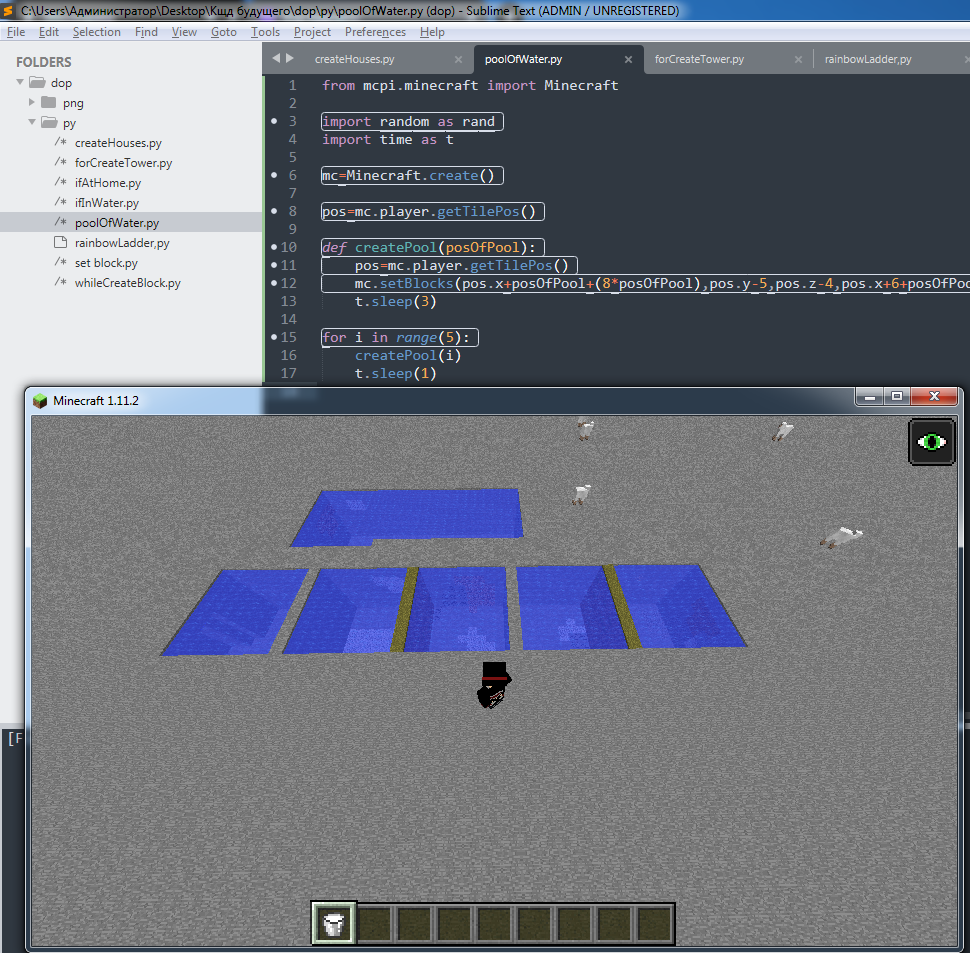 C:\Users\Администратор\Desktop\Кщд будущего\dop\py\poolOfWater.py (dop) - Sublime Text (ADMIN / UNREGISTERED)
File Edit Selection Find View Goto Tools Project Preferences Help
FOLDERS
dop
png
py
/* createHouses.py
/* forCreateTower.py
/* ifAtHome.py
/* ifInWater.py
/* poolOfWater.py
rainbowLadder,py
/* set block.py
/* whileCreateBlock.py
createHouses.py × poolOfWater.py × forCreateTower.py × rainbowLadder,py
1 from mcpi.minecraft import Minecraft
2
3 import random as rand
4 import time as t
5
6 mc=Minecraft.create()
7
8 pos=mc.player.getTilePos()
9
10 def createPool(posOfPool):
11 pos=mc.player.getTilePos()
12 mc.setBlocks(pos.x+posOfPool+(8*posOfPool),pos.y-5,pos.z-4,pos.x+6+posOfPoo
13 t.sleep(3)
14
15 for i in range(5):
16 createPool(i)
17 t.sleep(1)
[F
Minecraft 1.11.2